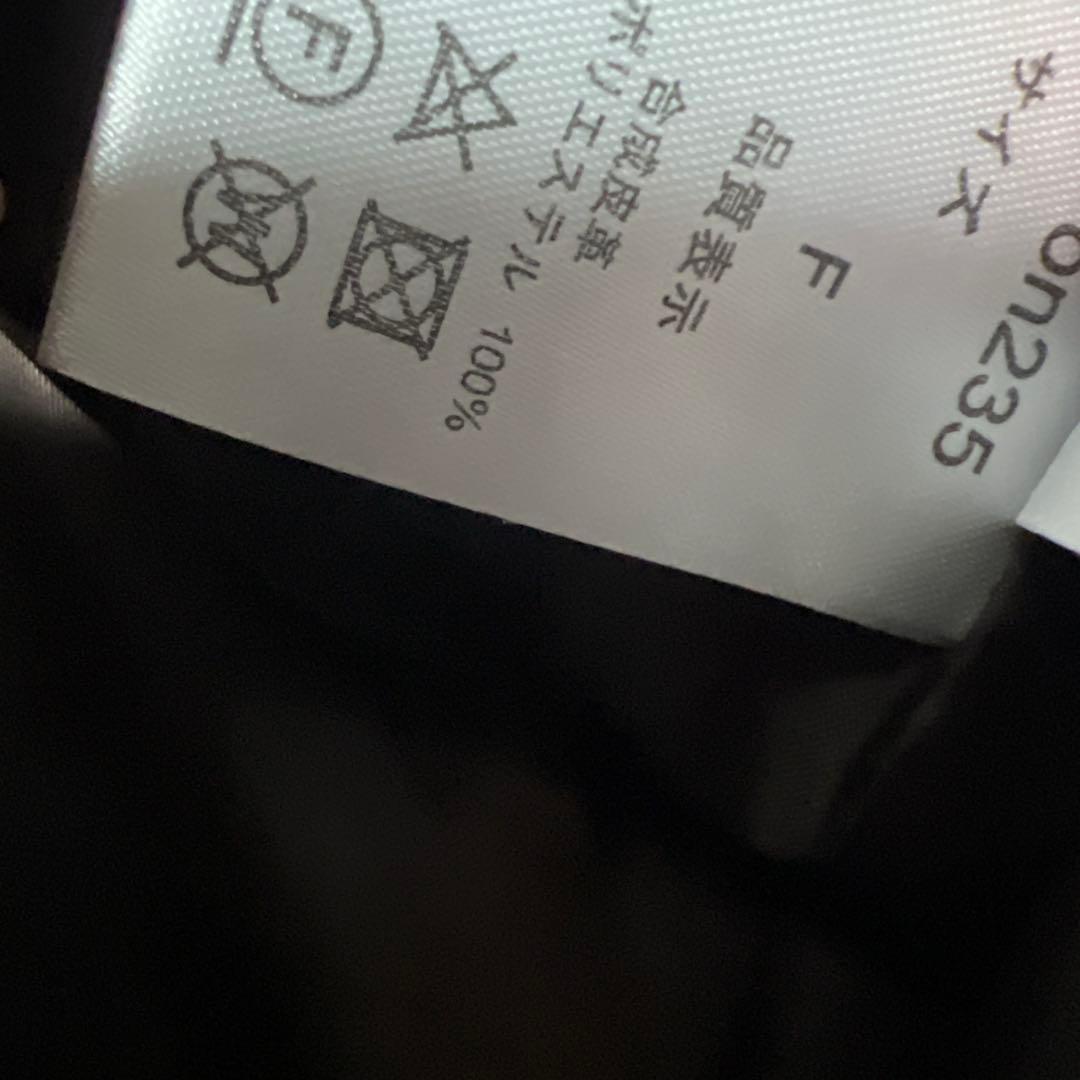 on235
サイズ
F
品質表示
合成皮革
ポリエステル 100%
F
W